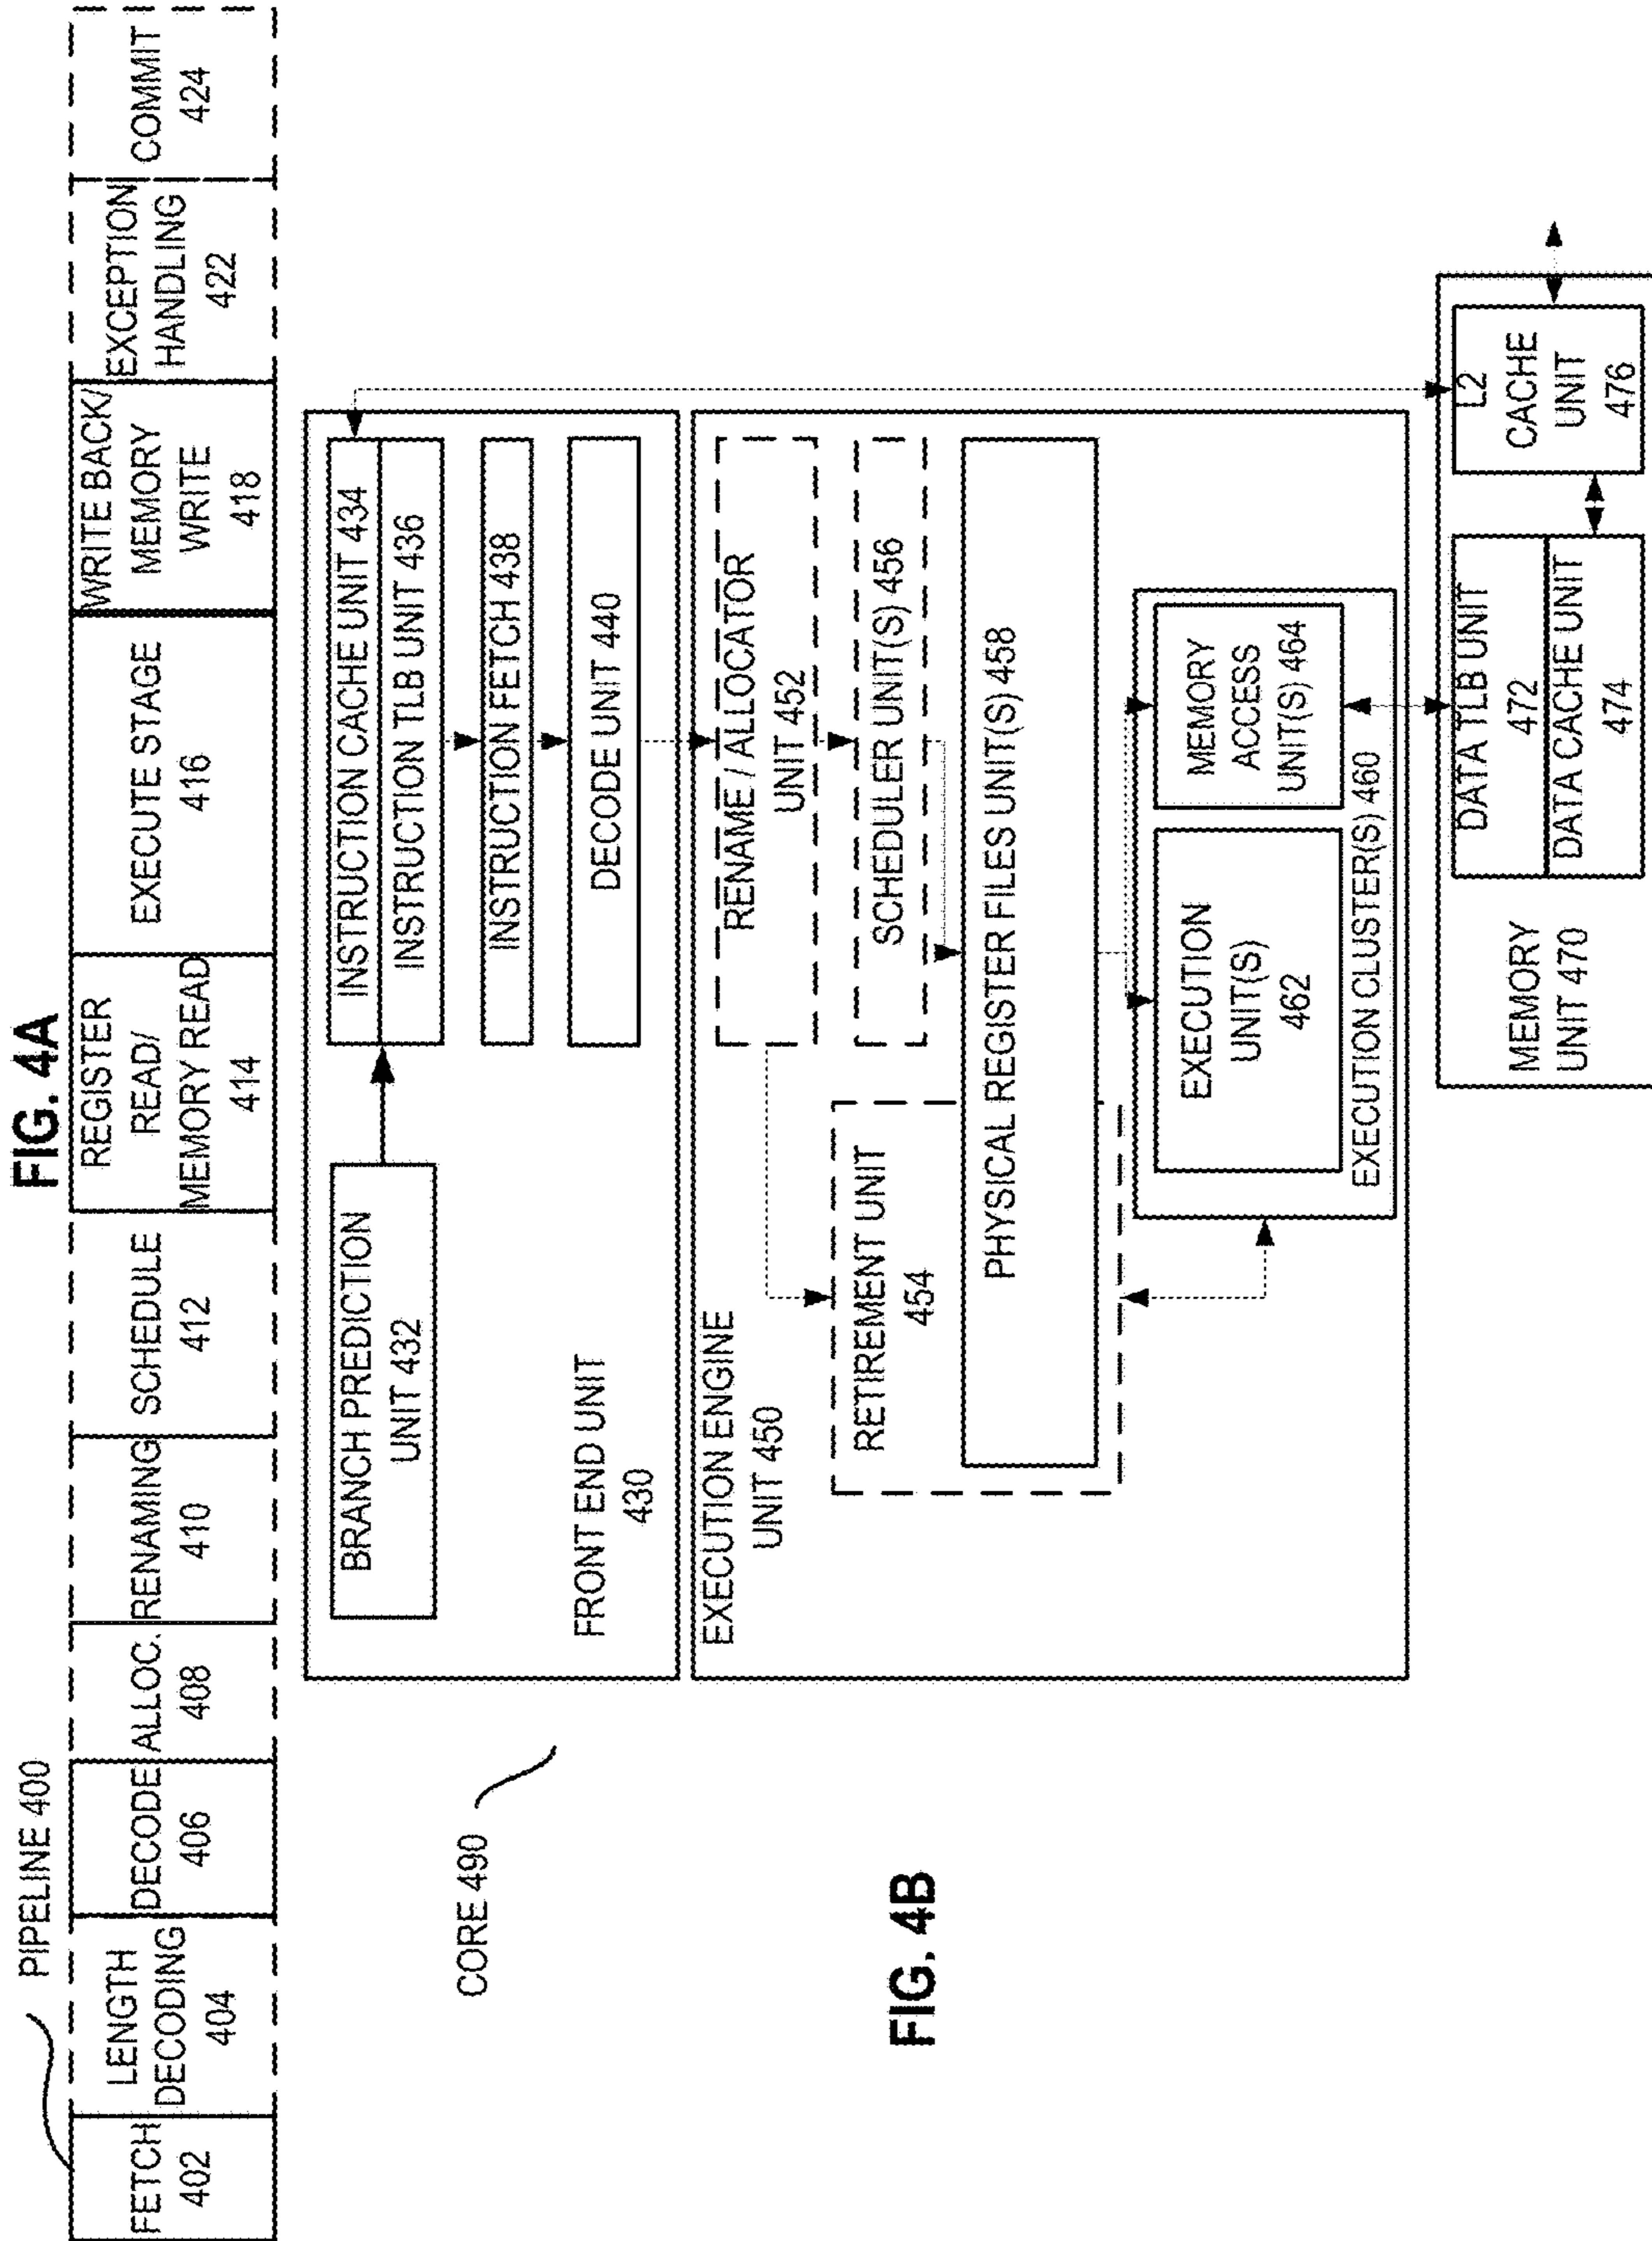 FIG. 4A
PIPELINE 400
FETCH
402
LENGTH
DECODING
404
DECODE
406
ALLOC.
408
RENAMING
410
SCHEDULE
412
REGISTER
READ/
MEMORY READ
414
EXECUTE STAGE
416
WRITE BACK/
MEMORY
WRITE
418
EXCEPTION
HANDLING
422
COMMIT
424
CORE 490
FRONT END UNIT
430
BRANCH PREDICTION
UNIT 432
INSTRUCTION CACHE UNIT 434
INSTRUCTION TLB UNIT 436
INSTRUCTION FETCH 438
DECODE UNIT 440
EXECUTION ENGINE
UNIT 450
RENAME / ALLOCATOR
UNIT 452
RETIREMENT UNIT
454
SCHEDULER UNIT(S) 456
PHYSICAL REGISTER FILES UNIT(S) 458
EXECUTION
UNIT(S)
462
MEMORY
ACCESS
UNIT(S) 464
EXECUTION CLUSTER(S) 460
MEMORY
UNIT 470
DATA TLB UNIT
472
DATA CACHE UNIT
474
L2
CACHE
UNIT
476
FIG. 4B